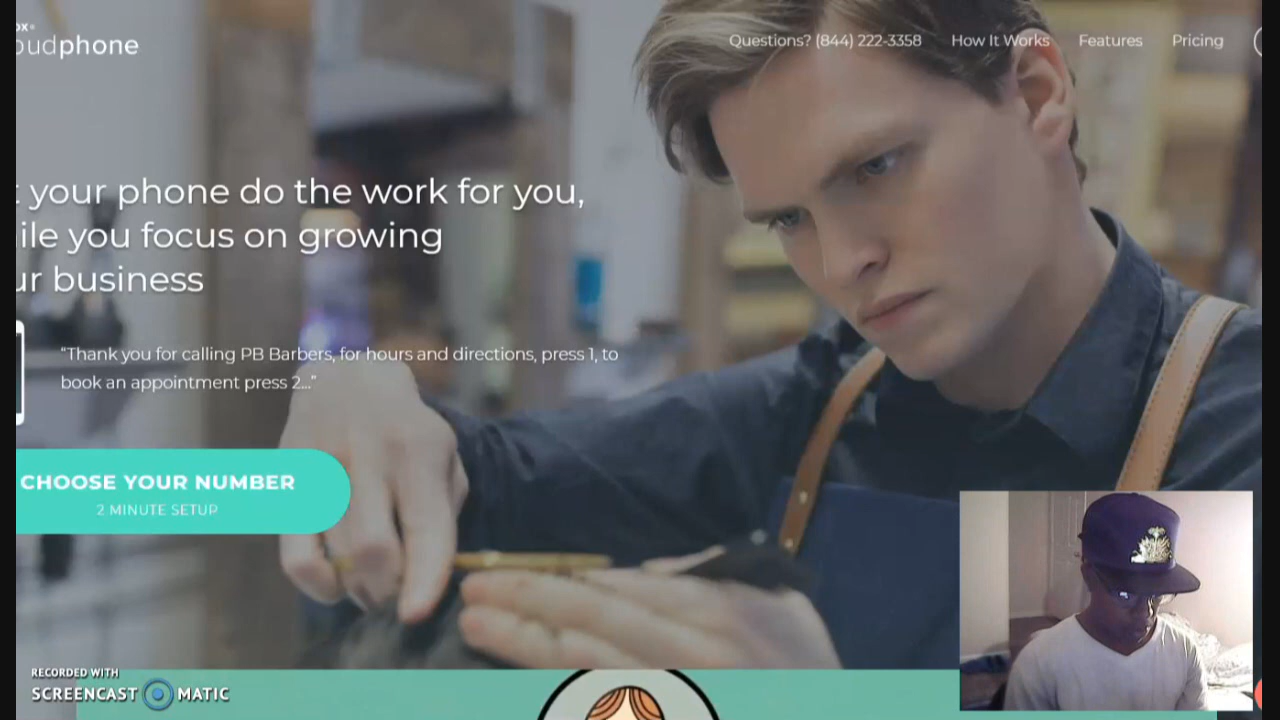 ox®
oudphone
Questions? (844) 222-3358 How It Works Features Pricing
t your phone do the work for you,
ile you focus on growing
ur business
“Thank you for calling PB Barbers, for hours and directions, press 1, to
book an appointment press 2...”
CHOOSE YOUR NUMBER
2 MINUTE SETUP
RECORDED WITH
SCREENCAST MATIC